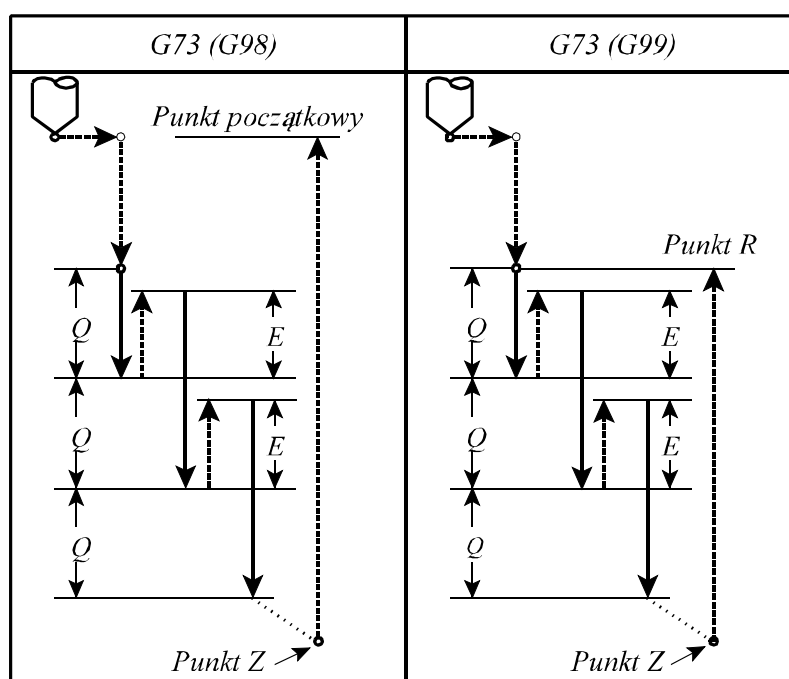 G73 (G98)
G73 (G99)
Punkt początkowy
Punkt R
Q
E
Q
E
Q
E
Q
E
Q
Q
Punkt Z
Punkt Z